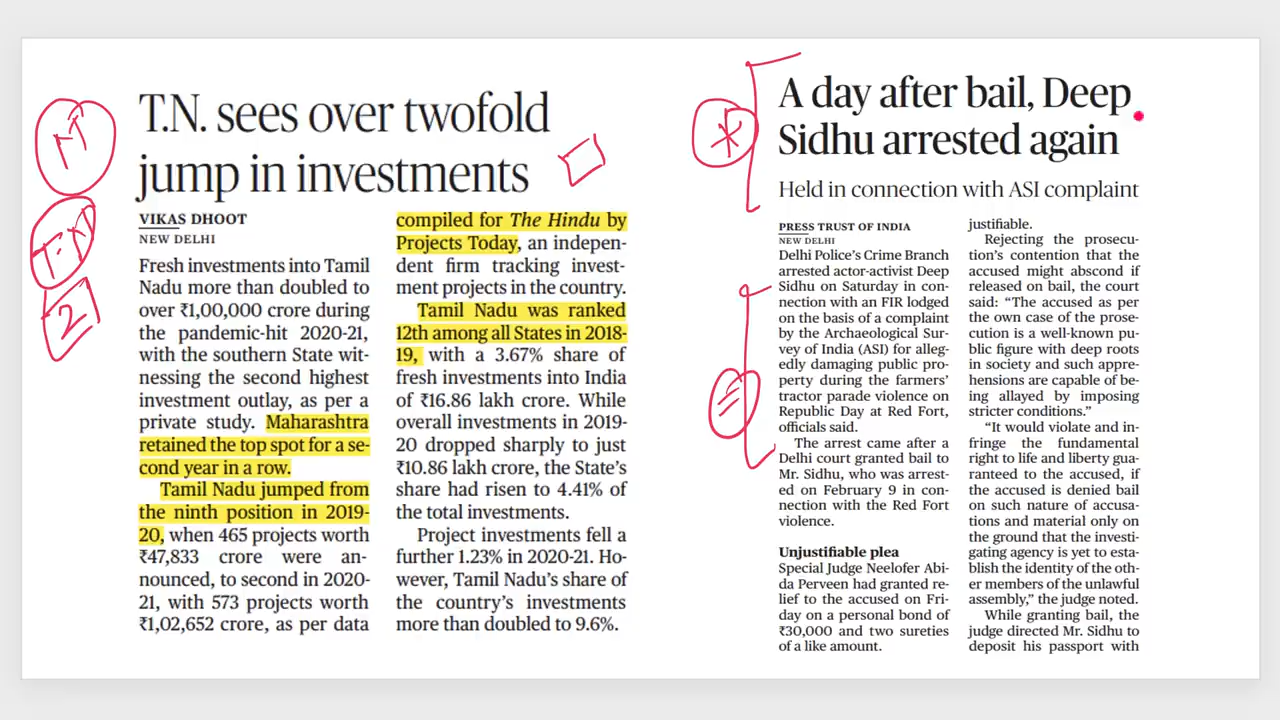 M
T.N
2
T.N. sees over twofold
jump in investments
VIKAS DHOOT
NEW DELHI
Fresh investments into Tamil
Nadu more than doubled to
over ₹1,00,000 crore during
the pandemic-hit 2020-21,
with the southern State wit-
nessing the second highest
investment outlay, as per a
private study. Maharashtra
retained the top spot for a se-
cond year in a row.
Tamil Nadu jumped from
the ninth position in 2019-
20, when 465 projects worth
₹47,833 crore were an-
nounced, to second in 2020-
21, with 573 projects worth
₹1,02,652 crore, as per data
compiled for The Hindu by
Projects Today, an indepen-
dent firm tracking invest-
ment projects in the country.
Tamil Nadu was ranked
12th among all States in 2018-
19, with a 3.67% share of
fresh investments into India
of ₹16.86 lakh crore. While
overall investments in 2019-
20 dropped sharply to just
₹10.86 lakh crore, the State's
share had risen to 4.41% of
the total investments.
Project investments fell a
further 1.23% in 2020-21. Ho-
wever, Tamil Nadu's share of
the country's investments
more than doubled to 9.6%.
A day after bail, Deep
Sidhu arrested again
Held in connection with ASI complaint
PRESS TRUST OF INDIA
NEW DELHI
Delhi Police's Crime Branch
arrested actor-activist Deep
Sidhu on Saturday in con-
nection with an FIR lodged
on the basis of a complaint
by the Archaeological Sur-
vey of India (ASI) for alleg-
edly damaging public pro-
perty during the farmers'
tractor parade violence on
Republic Day at Red Fort,
officials said.
The arrest came after a
Delhi court granted bail to
Mr. Sidhu, who was arrest-
ed on February 9 in con-
nection with the Red Fort
violence.
Unjustifiable plea
Special Judge Neelofer Abi-
da Perveen had granted re-
lief to the accused on Fri-
day on a personal bond of
₹30,000 and two sureties
of a like amount.
justifiable.
Rejecting the prosecu-
tion's contention that the
accused might abscond if
released on bail, the court
said: "The accused as per
the own case of the prose-
cution is a well-known pu-
blic figure with deep roots
in society and such appre-
hensions are capable of be-
ing allayed by imposing
stricter conditions."
"It would violate and in-
fringe the fundamental
right to life and liberty gua-
ranteed to the accused, if
the accused is denied bail
on such nature of accusa-
tions and material only on
the ground that the investi-
gating agency is yet to esta-
blish the identity of the oth-
er members of the unlawful
assembly," the judge noted.
While granting bail, the
judge directed Mr. Sidhu to
deposit his passport with